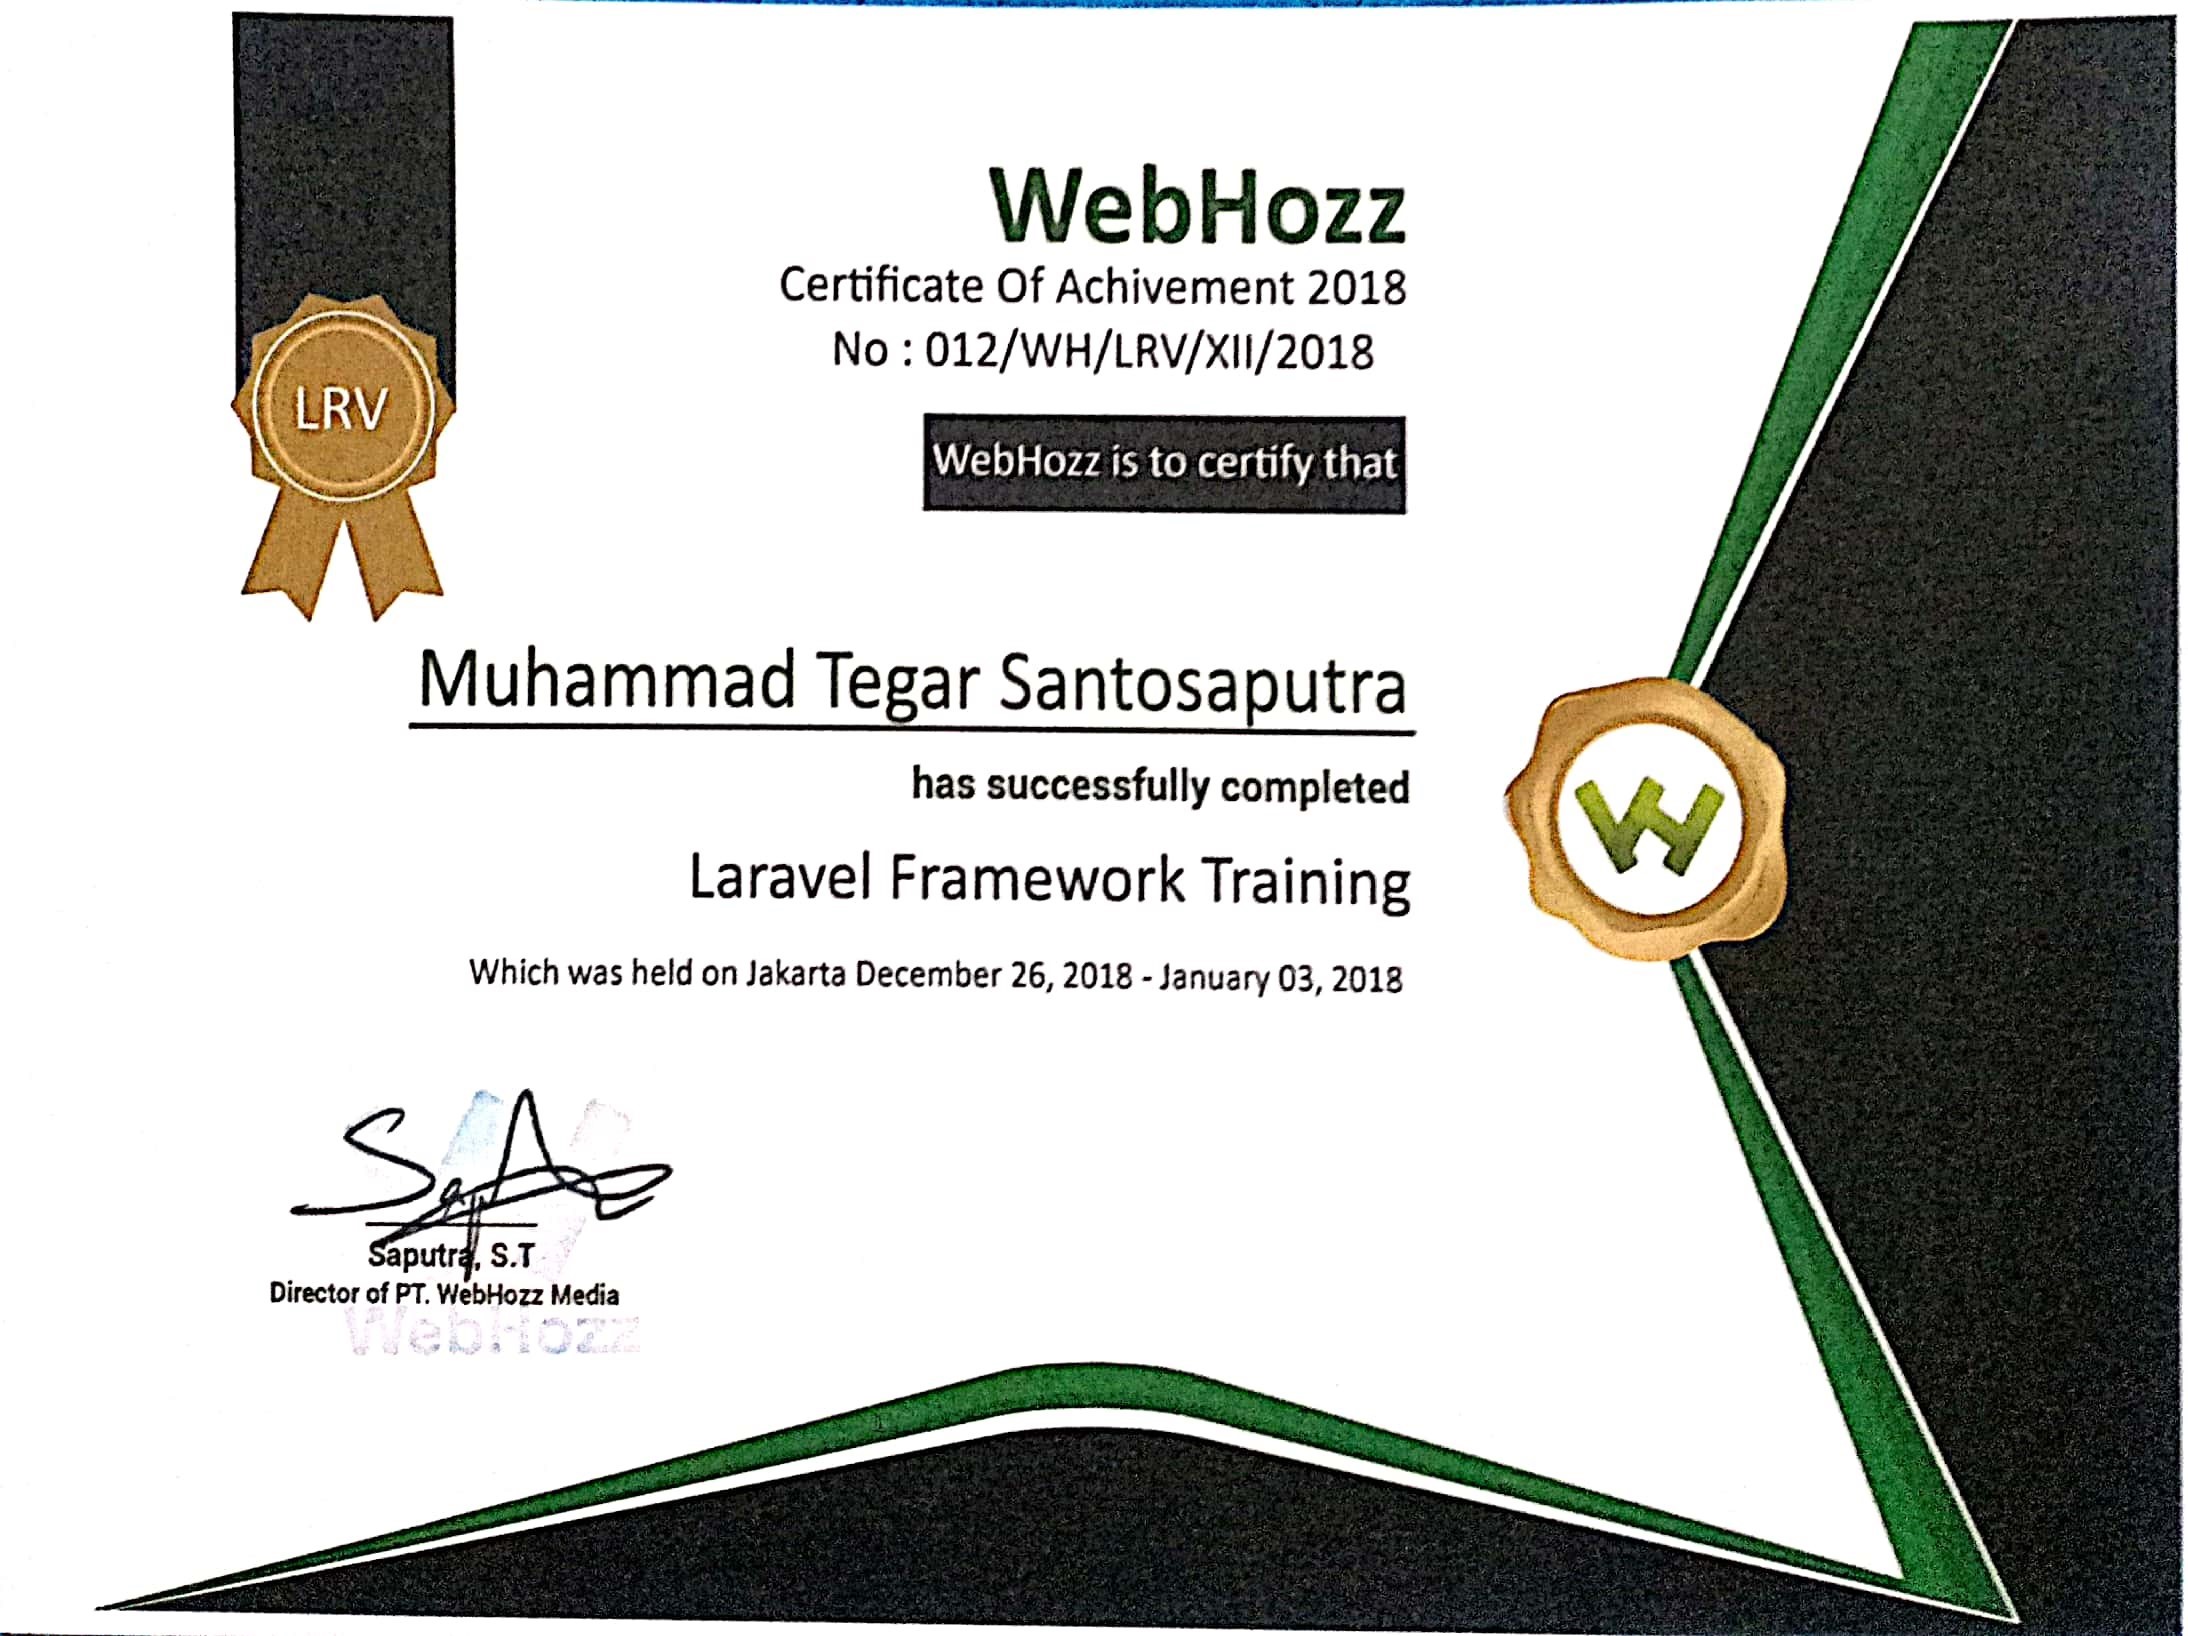 WebHozz
Certificate Of Achivement 2018
No : 012/WH/LRV/XII/2018
LRV
WebHozz is to certify that
Muhammad Tegar Santosaputra
has successfully completed
Laravel Framework Training
Which was held on Jakarta December 26, 2018 - January 03, 2018
Saputra, S.T
Director of PT. WebHozz Media
WebHozz